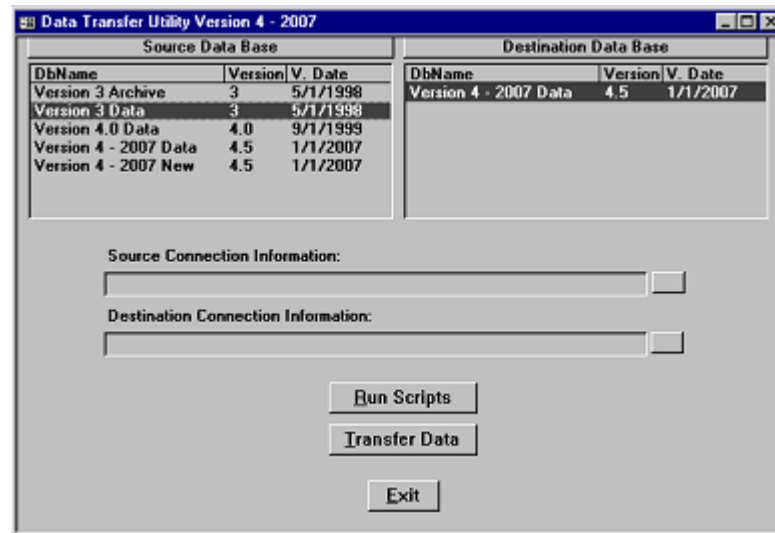 Data Transfer Utility Version 4 - 2007
Source Data Base
Destination Data Base
DbName Version V. Date
Version 3 Archive 3 5/1/1998
Version 3 Data 3 5/1/1998
Version 4.0 Data 4.0 9/1/1999
Version 4 - 2007 Data 4.5 1/1/2007
Version 4 - 2007 New 4.5 1/1/2007
DbName Version V. Date
Version 4 - 2007 Data 4.5 1/1/2007
Source Connection Information:
Destination Connection Information:
Run Scripts
Transfer Data
Exit